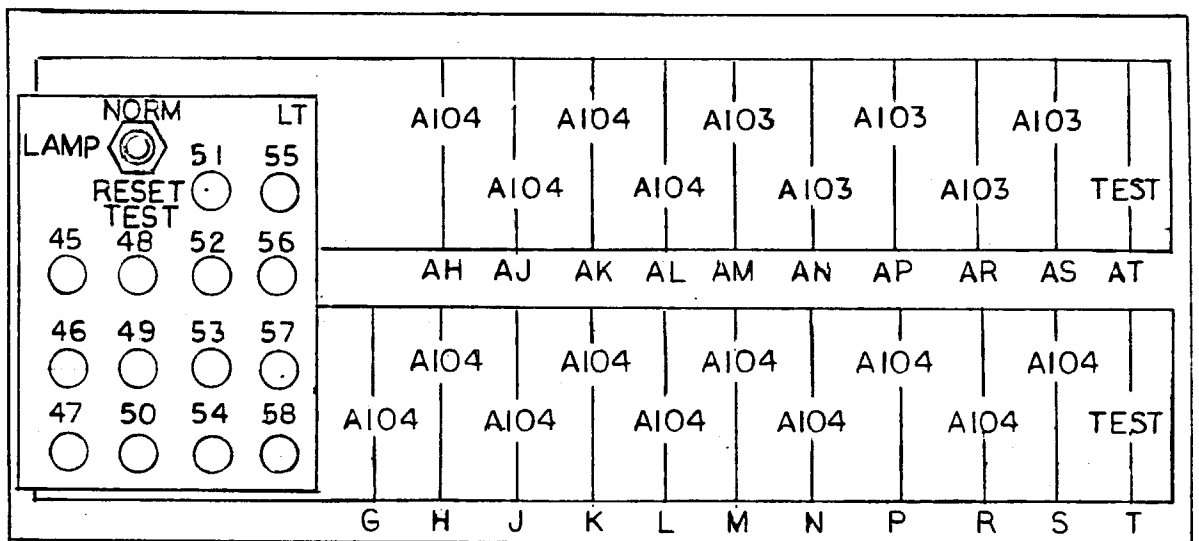 NORM LT
LAMP 51 55
RESET
TEST
45 48 52 56
46 49 53 57
47 50 54 58
A104 A104 A103 A103 A103
A104 A104 A103 A103 TEST
AH AJ AK AL AM AN AP AR AS AT
A104 A104 A104 A104 A104
A104 A104 A104 A104 A104 TEST
G H J K L M N P R S T